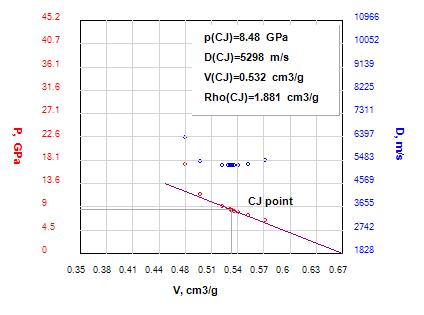 45.2
10966
40.7
10052
36.1
9139
31.6
8225
27.1
7311
22.6
6397
18.1
5483
13.6
4569
9
3655
4.5
2742
0
1828
p(CJ)=8.48 GPa
D(CJ)=5298 m/s
V(CJ)=0.532 cm3/g
Rho(CJ)=1.881 cm3/g
P, GPa
D, m/s
CJ point
0.35 0.38 0.41 0.45 0.48 0.51 0.54 0.57 0.6 0.63 0.67
V, cm3/g